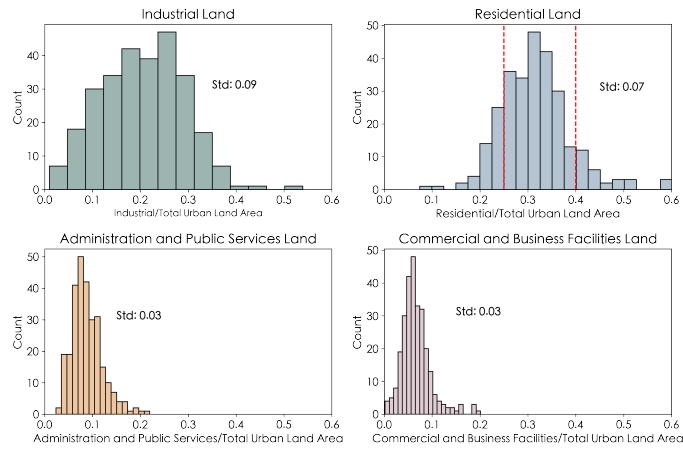 Industrial Land
Count
40
30
20
10
0
Std: 0.09
0.0 0.1 0.2 0.3 0.4 0.5 0.6
Industrial/Total Urban Land Area
Residential Land
Count
50
40
30
20
10
0
Std: 0.07
0.0 0.1 0.2 0.3 0.4 0.5 0.6
Residential/Total Urban Land Area
Administration and Public Services Land
Count
50
40
30
20
10
0
Std: 0.03
0.0 0.1 0.2 0.3 0.4 0.5 0.6
Administration and Public Services/Total Urban Land Area
Commercial and Business Facilities Land
Count
50
40
30
20
10
0
Std: 0.03
0.0 0.1 0.2 0.3 0.4 0.5 0.6
Commercial and Business Facilities/Total Urban Land Area